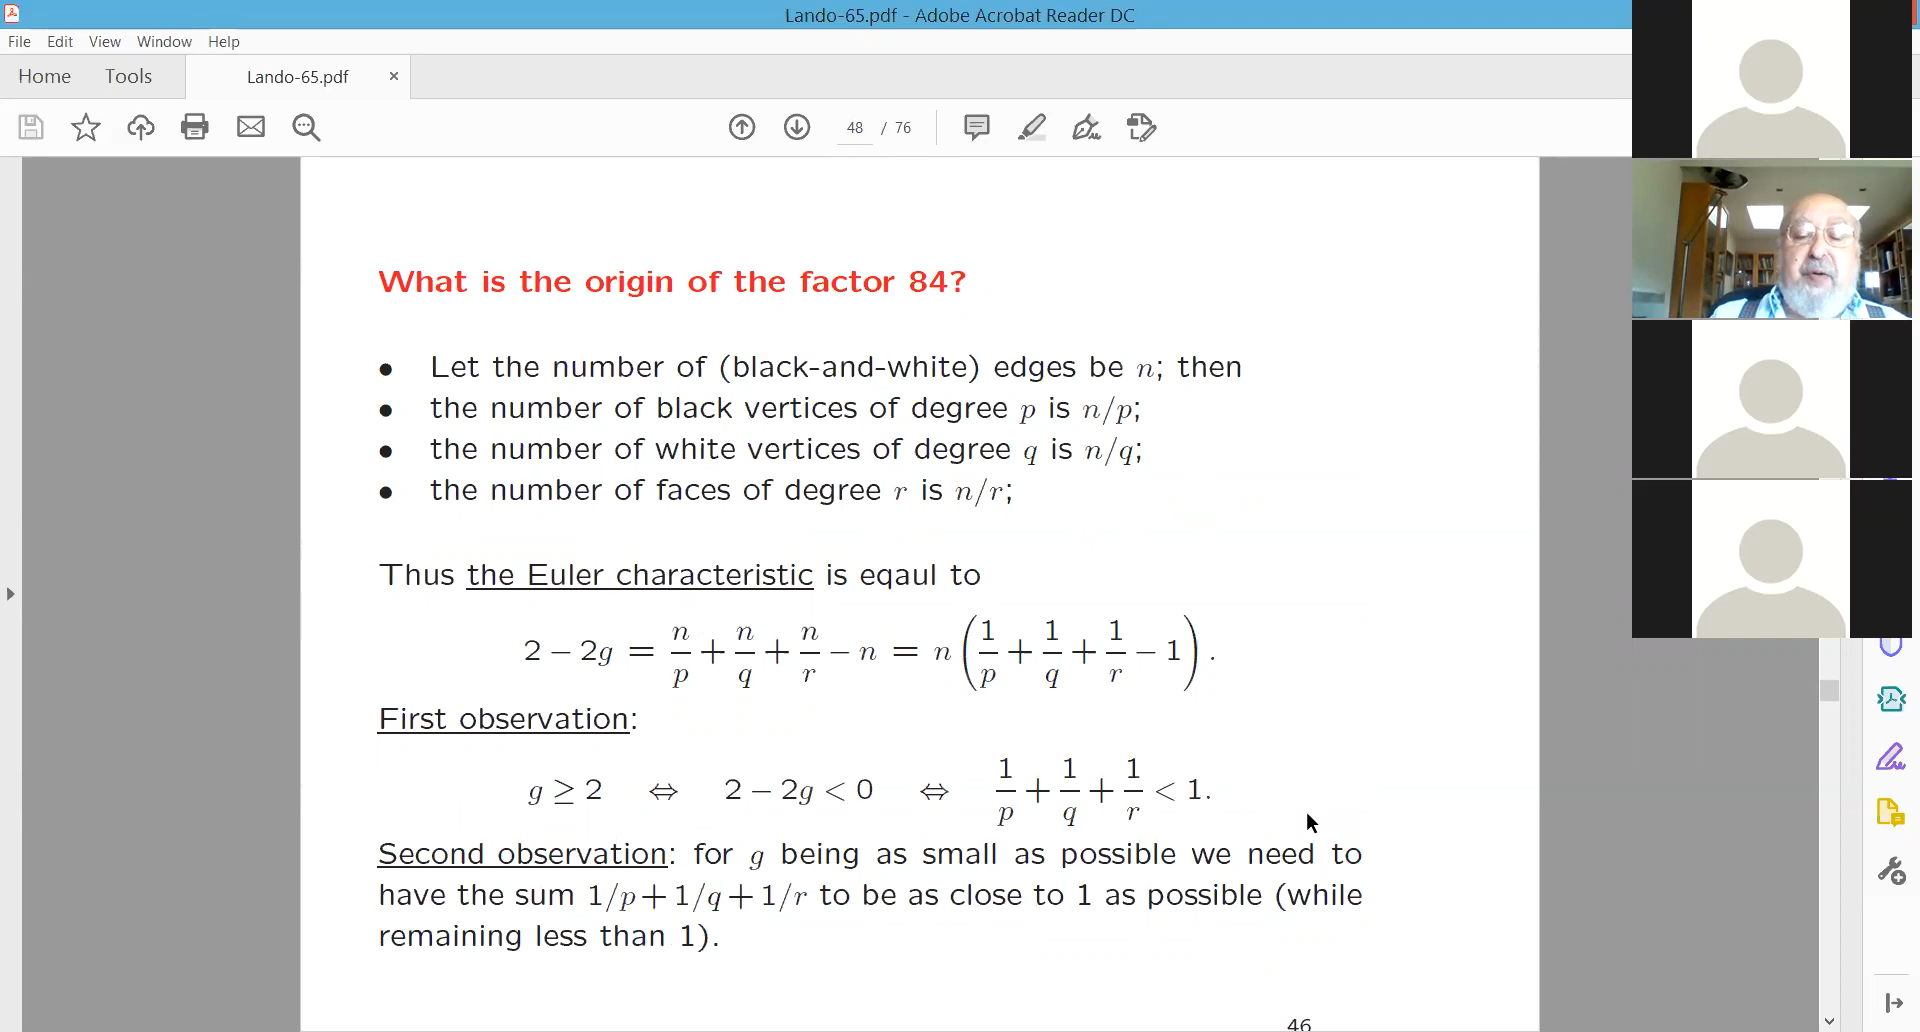 Lando-65.pdf - Adobe Acrobat Reader DC
File Edit View Window Help
Home Tools Lando-65.pdf ×
48 / 76
What is the origin of the factor 84?
• Let the number of (black-and-white) edges be n; then
• the number of black vertices of degree p is n/p;
• the number of white vertices of degree q is n/q;
• the number of faces of degree r is n/r;
Thus the Euler characteristic is eqaul to
2 − 2g = n/p + n/q + n/r − n = n (1/p + 1/q + 1/r − 1).
First observation:
g ≥ 2 ⇔ 2 − 2g < 0 ⇔ 1/p + 1/q + 1/r < 1.
Second observation: for g being as small as possible we need to
have the sum 1/p + 1/q + 1/r to be as close to 1 as possible (while
remaining less than 1).
46